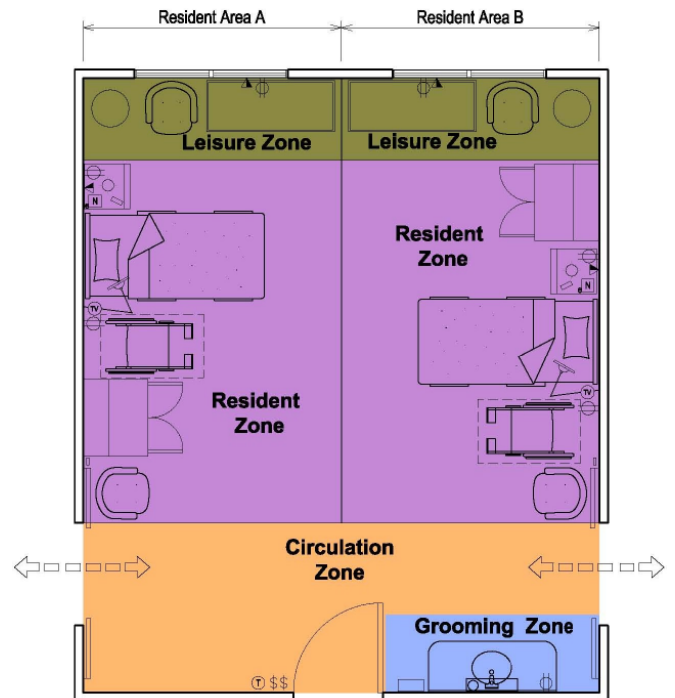 Resident Area A
Resident Area B
Leisure Zone
Leisure Zone
N
Resident
Zone
N
TV
Resident
Zone
TV
Circulation
Zone
Grooming Zone
T $$